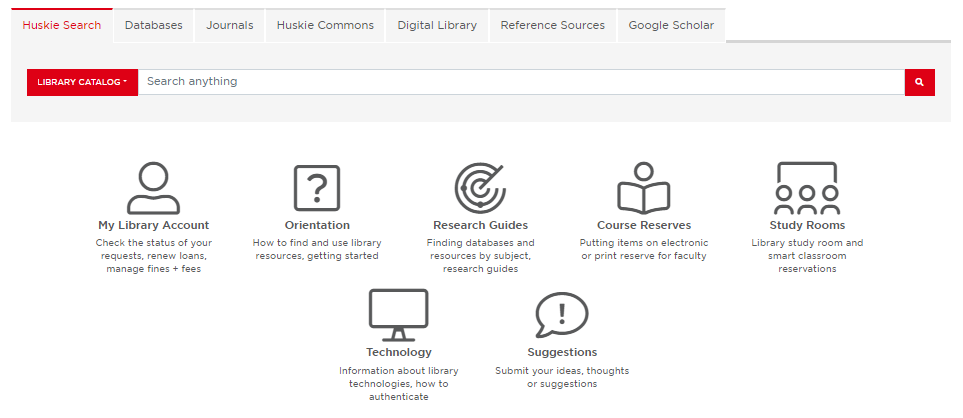 Huskie Search Databases Journals Huskie Commons Digital Library Reference Sources Google Scholar
LIBRARY CATALOG Search anything
My Library Account
Check the status of your
requests, renew loans,
manage fines + fees
Orientation
How to find and use library
resources, getting started
Research Guides
Finding databases and
resources by subject,
research guides
Course Reserves
Putting items on electronic
or print reserve for faculty
Study Rooms
Library study room and
smart classroom
reservations
Technology
Information about library
technologies, how to
authenticate
Suggestions
Submit your ideas, thoughts
or suggestions